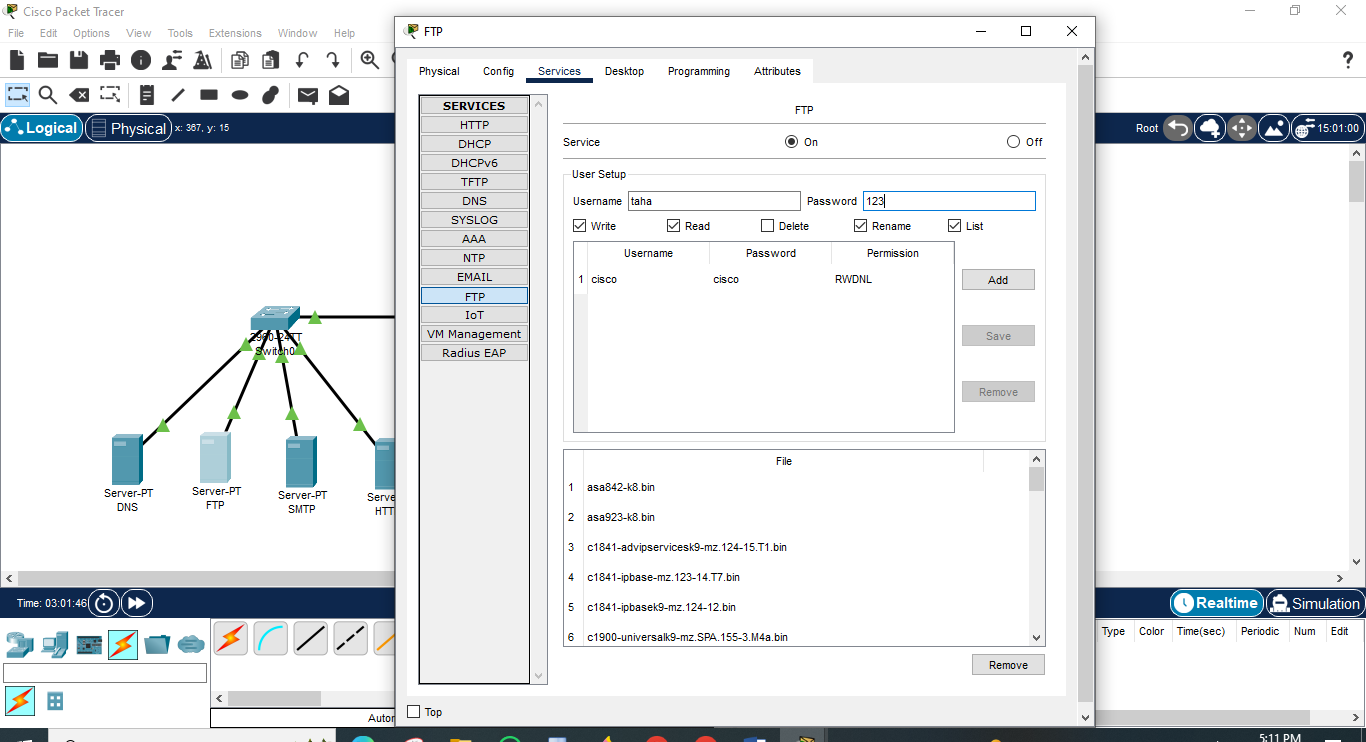 Cisco Packet Tracer
File Edit Options View Tools Extensions Window Help
Logical Physical x: 367, y: 15
Root 15:01:00
2960-24TT
Switch0
Server-PT
DNS
Server-PT
FTP
Server-PT
SMTP
Serve
HTT
Time: 03:01:46
Realtime Simulation
Type Color Time(sec) Periodic Num Edit
Autor
FTP
Physical Config Services Desktop Programming Attributes
SERVICES
HTTP
DHCP
DHCPv6
TFTP
DNS
SYSLOG
AAA
NTP
EMAIL
FTP
IoT
VM Management
Radius EAP
FTP
Service On Off
User Setup
Username taha Password 123
Write Read Delete Rename List
Username Password Permission
1 cisco cisco RWDNL
Add
Save
Remove
File
1 asa842-k8.bin
2 asa923-k8.bin
3 c1841-advipservicesk9-mz.124-15.T1.bin
4 c1841-ipbase-mz.123-14.T7.bin
5 c1841-ipbasek9-mz.124-12.bin
6 c1900-universalk9-mz.SPA.155-3.M4a.bin
Remove
Top
5:11 PM